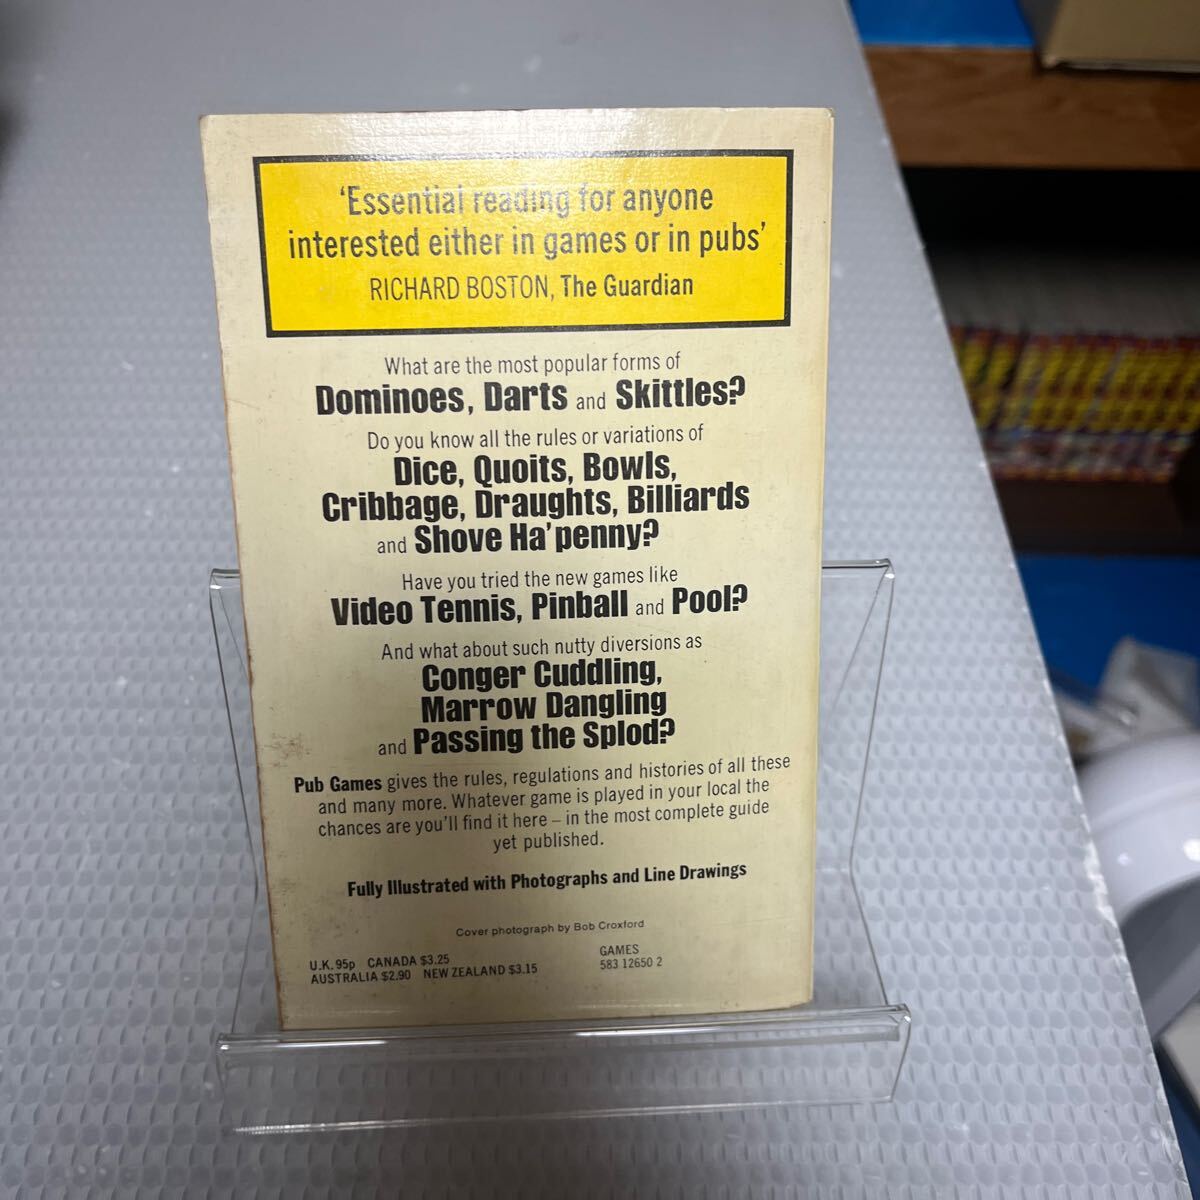 'Essential reading for anyone
interested either in games or in pubs'
RICHARD BOSTON, The Guardian
What are the most popular forms of
Dominoes, Darts and Skittles?
Do you know all the rules or variations of
Dice, Quoits, Bowls,
Cribbage, Draughts, Billiards
and Shove Ha'penny?
Have you tried the new games like
Video Tennis, Pinball and Pool?
And what about such nutty diversions as
Conger Cuddling,
Marrow Dangling
and Passing the Splod?
Pub Games gives the rules, regulations and histories of all these
and many more. Whatever game is played in your local the
chances are you'll find it here – in the most complete guide
yet published.
Fully Illustrated with Photographs and Line Drawings
Cover photograph by Bob Croxford
U.K. 95p CANADA $3.25
AUSTRALIA $2.90 NEW ZEALAND $3.15
GAMES
583 12650 2